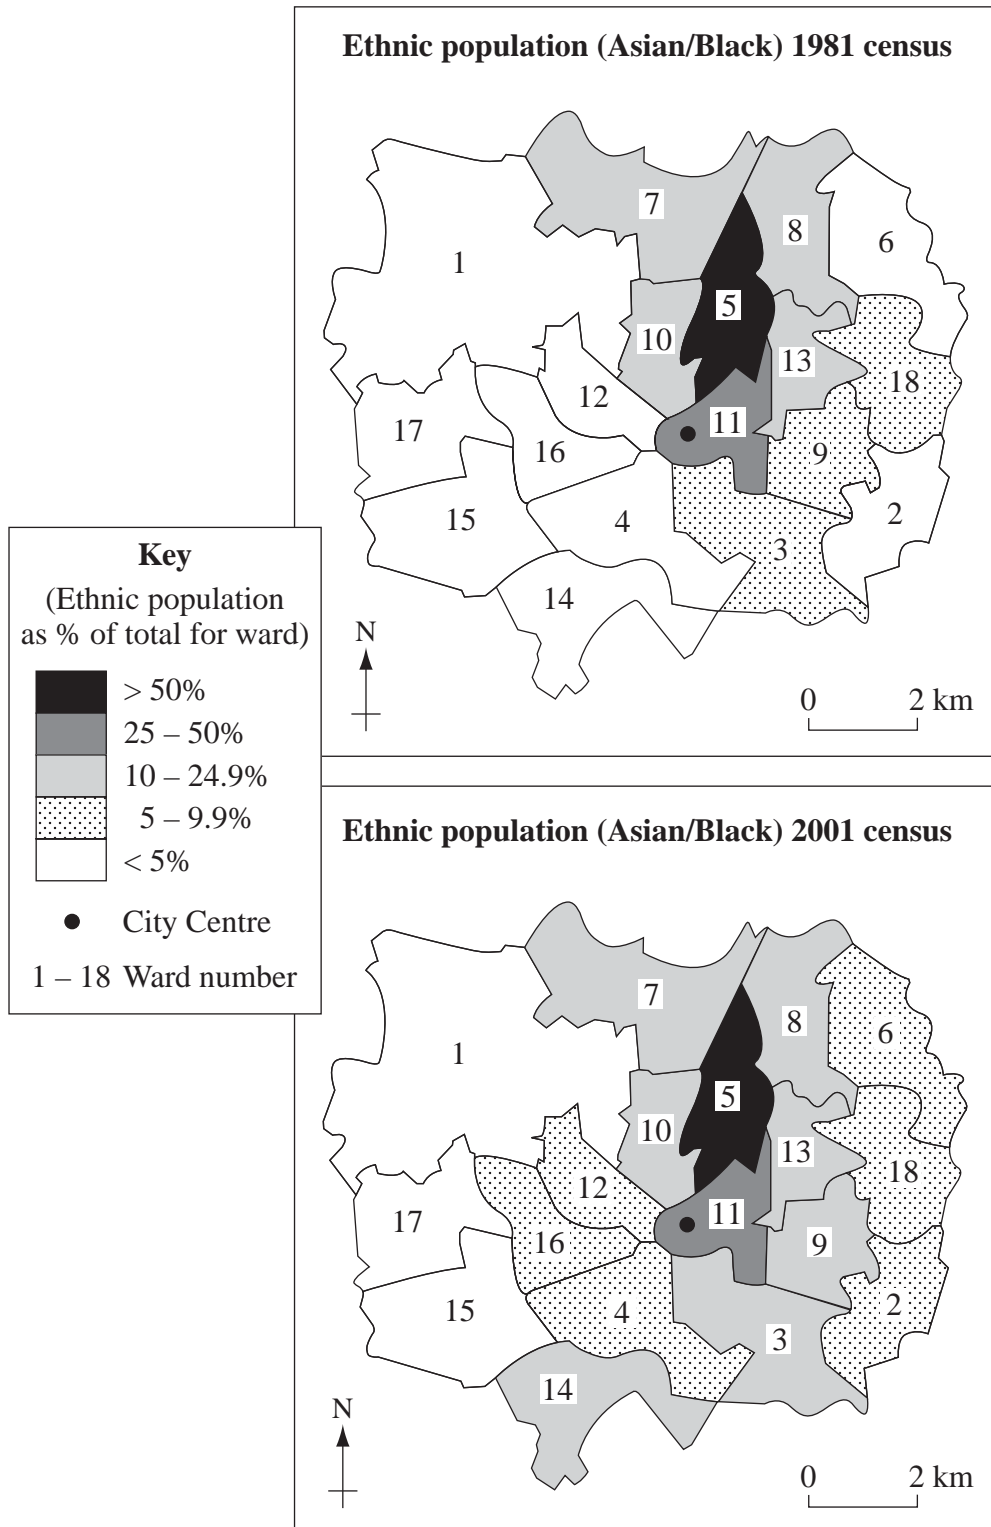 Ethnic population (Asian/Black) 1981 census
7
8
6
1
5
10
13
18
12
11
17
16
9
2
15
4
3
14
N
0 2 km
Key
(Ethnic population
as % of total for ward)
> 50%
25 – 50%
10 – 24.9%
5 – 9.9%
< 5%
City Centre
1 – 18 Ward number
Ethnic population (Asian/Black) 2001 census
7
8
6
1
5
10
13
18
12
11
17
16
9
2
15
4
3
14
N
0 2 km